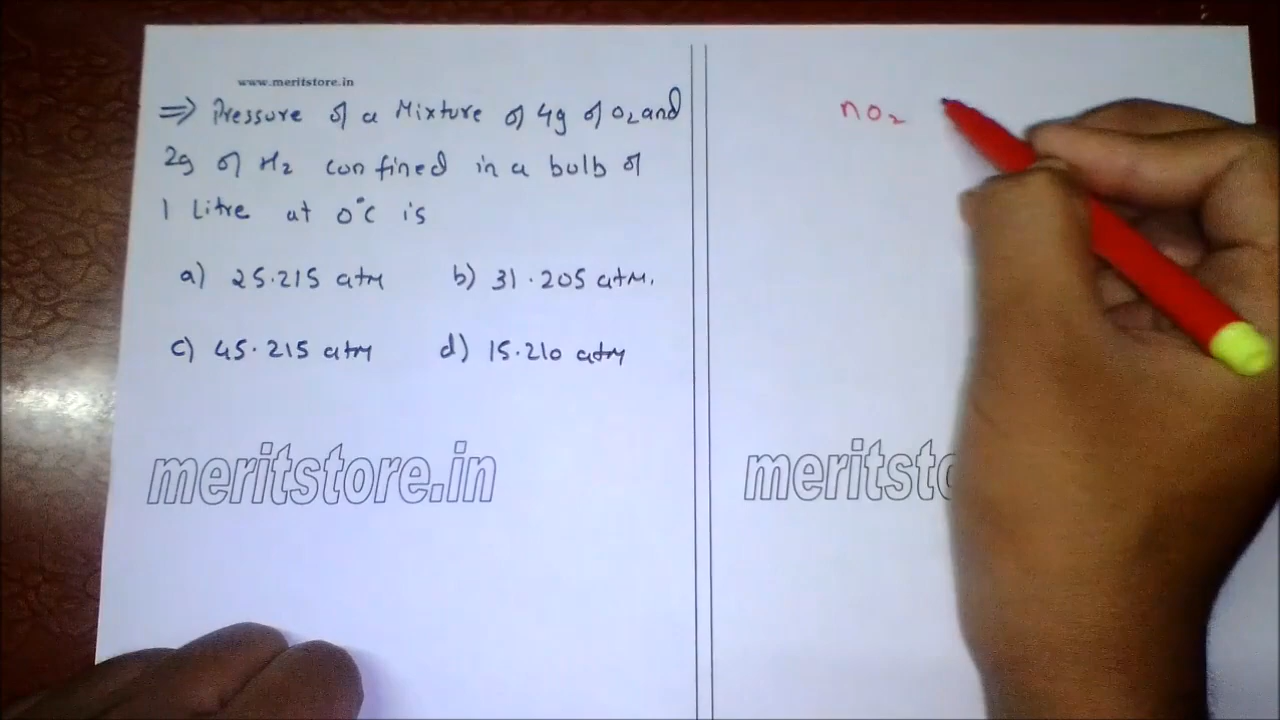 www.meritstore.in
⇒ Pressure of a Mixture of 4g of O₂ and
2g of H₂ confined in a bulb of
1 Litre at 0°C is
a) 25.215 atm b) 31.205 atm.
c) 45.215 atm d) 15.210 atm
meritstore.in
nO₂
meritsto